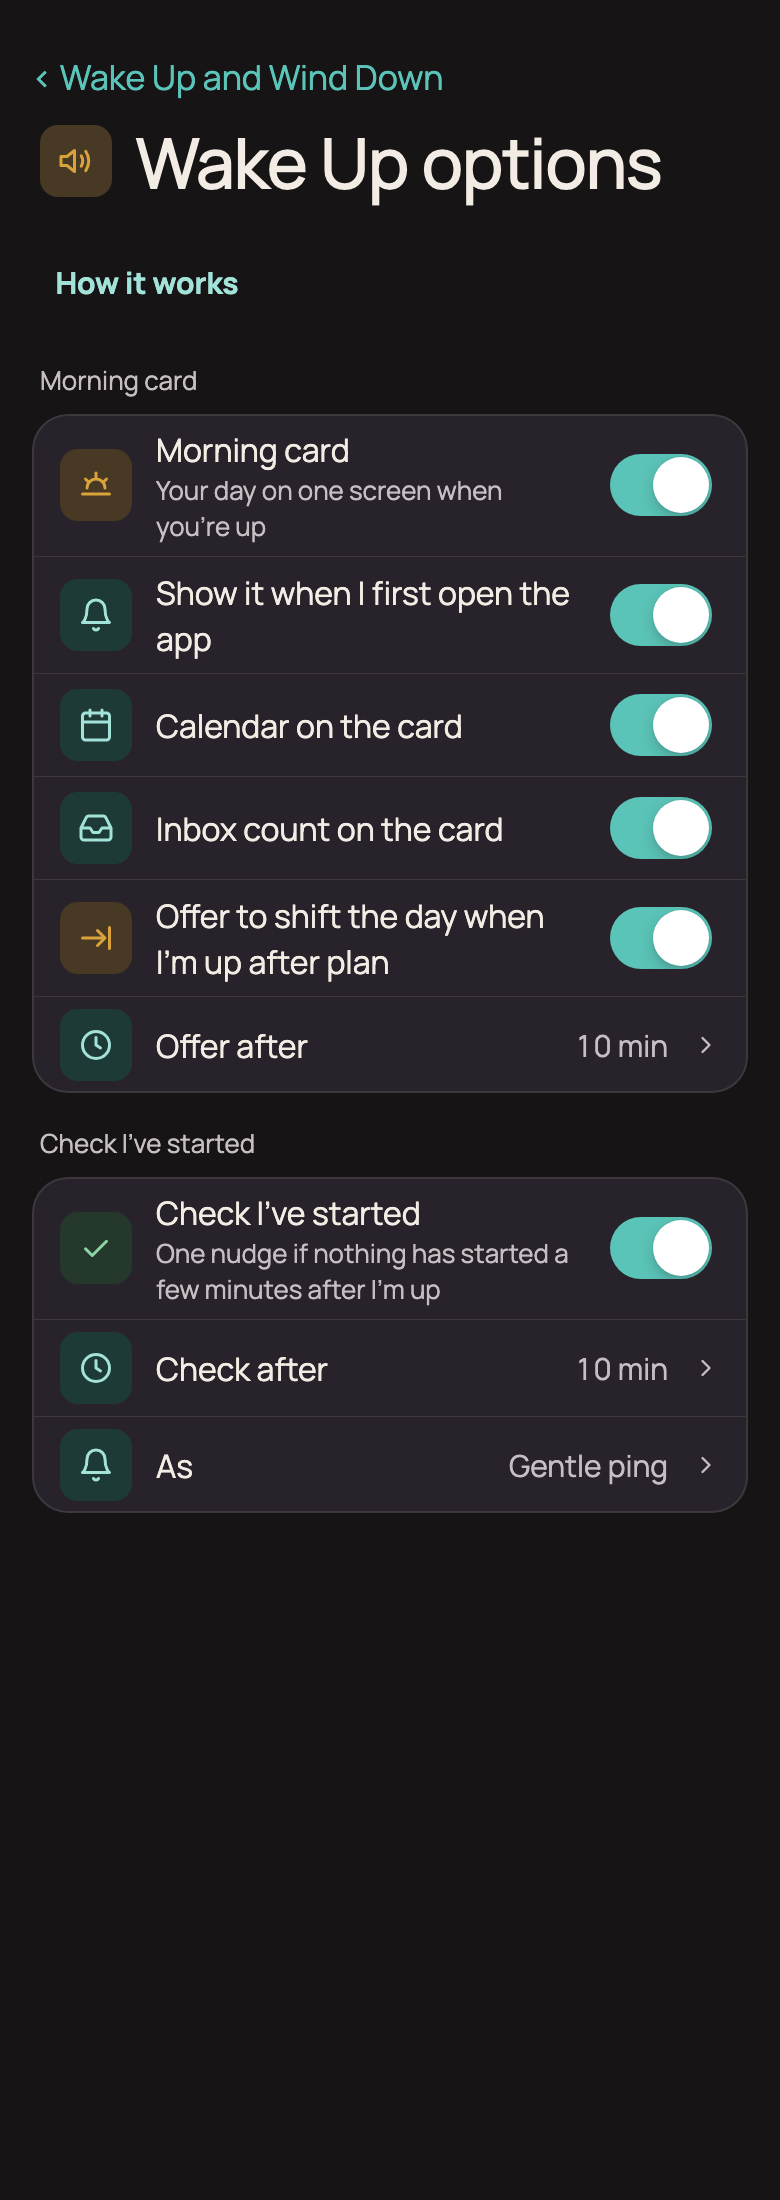 Wake Up and Wind Down
Wake Up options
How it works
Morning card
Morning card
Your day on one screen when
you're up
Show it when I first open the
app
Calendar on the card
Inbox count on the card
Offer to shift the day when
I'm up after plan
Offer after 10 min
Check I've started
Check I've started
One nudge if nothing has started a
few minutes after I'm up
Check after 10 min
As Gentle ping